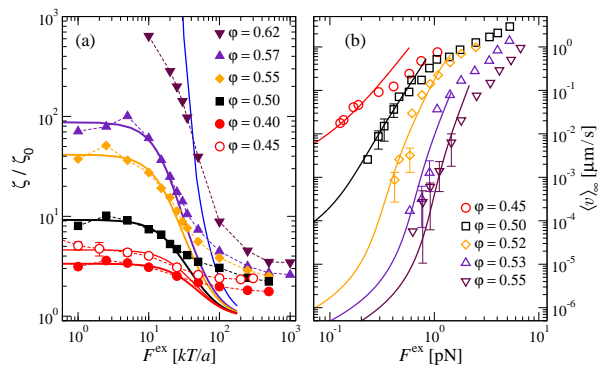 (a)
φ = 0.62
φ = 0.57
φ = 0.55
φ = 0.50
φ = 0.40
φ = 0.45
10^3
10^2
10^1
10^0
ζ / ζ_0
10^0 10^1 10^2 10^3
F^ex [kT/a]
(b)
φ = 0.45
φ = 0.50
φ = 0.52
φ = 0.53
φ = 0.55
10^0
10^-1
10^-2
10^-3
10^-4
10^-5
10^-6
⟨v⟩_∞ [μm/s]
10^-1 10^0 10^1
F^ex [pN]